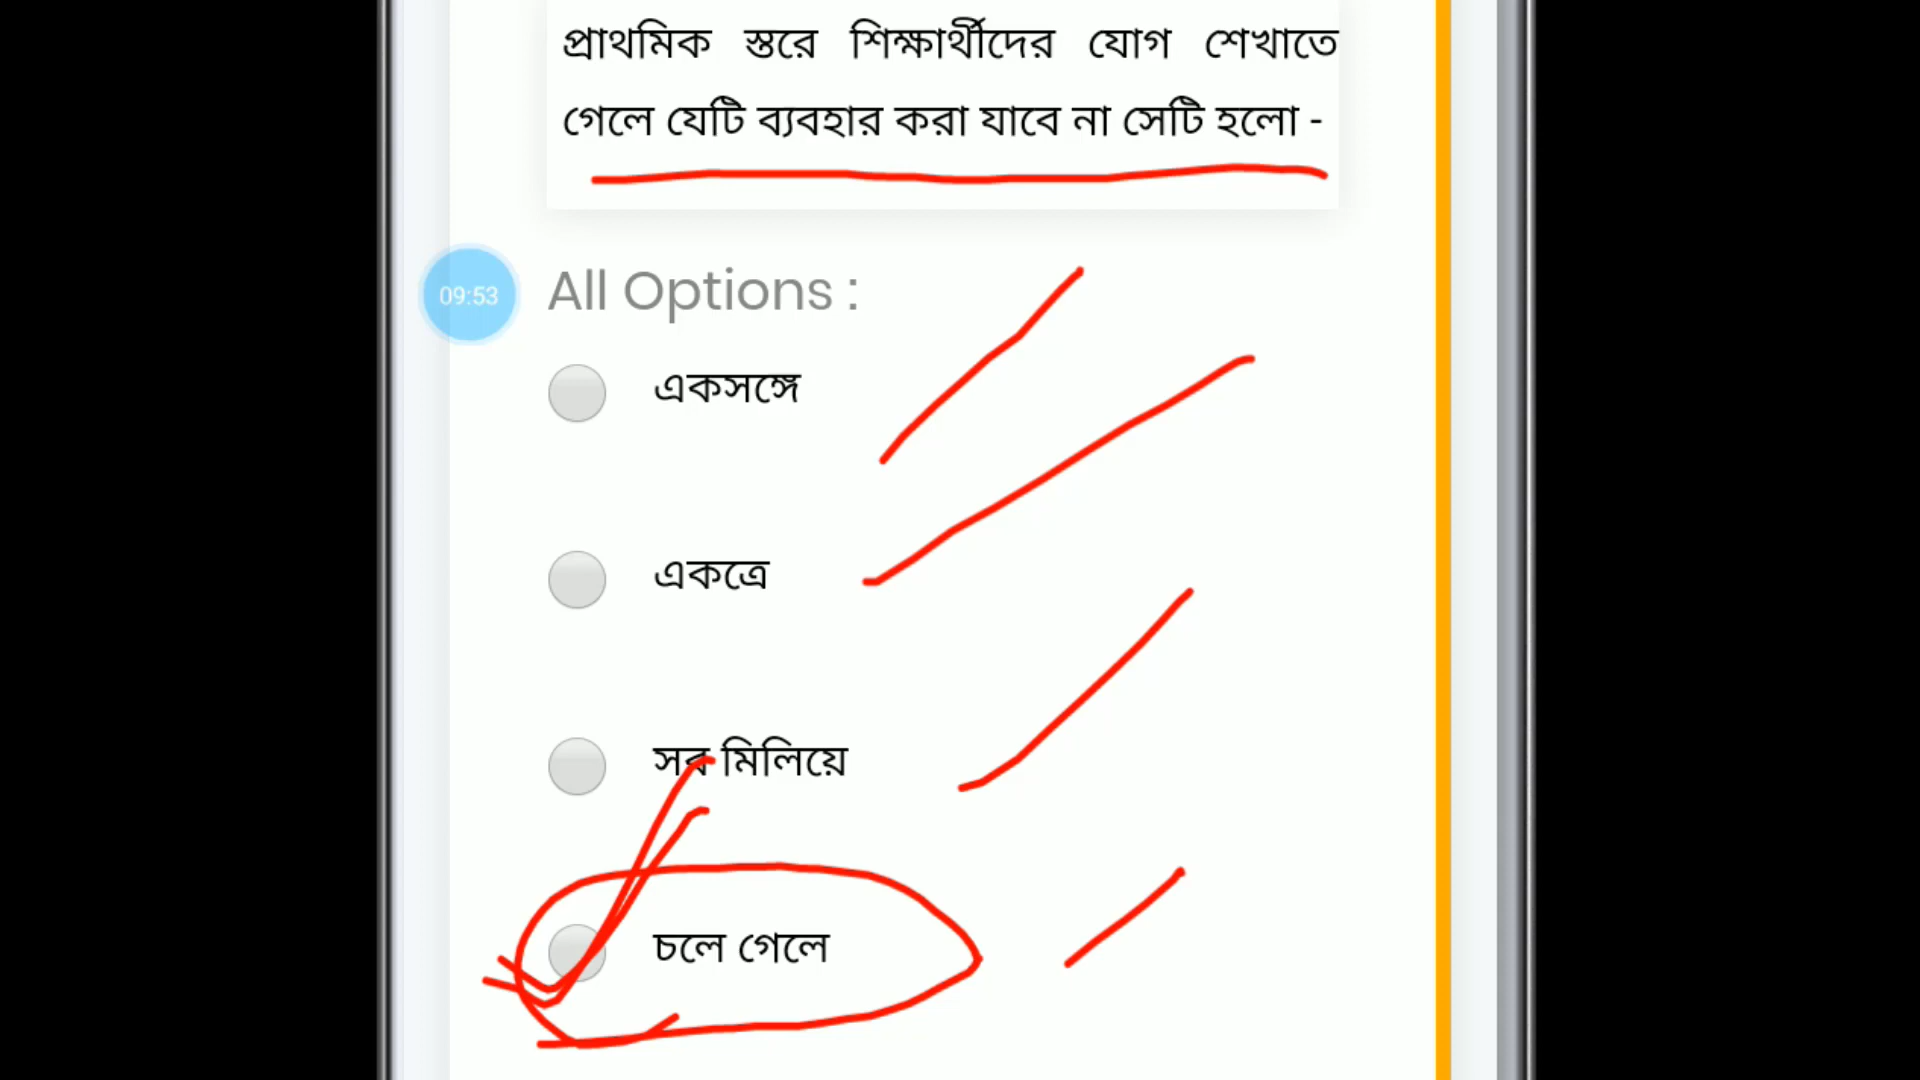 প্রাথমিক স্তরে শিক্ষার্থীদের যোগ শেখাতে
গেলে যেটি ব্যবহার করা যাবে না সেটি হলো -
09:53
All Options :
একসঙ্গে
একত্রে
সব মিলিয়ে
চলে গেলে